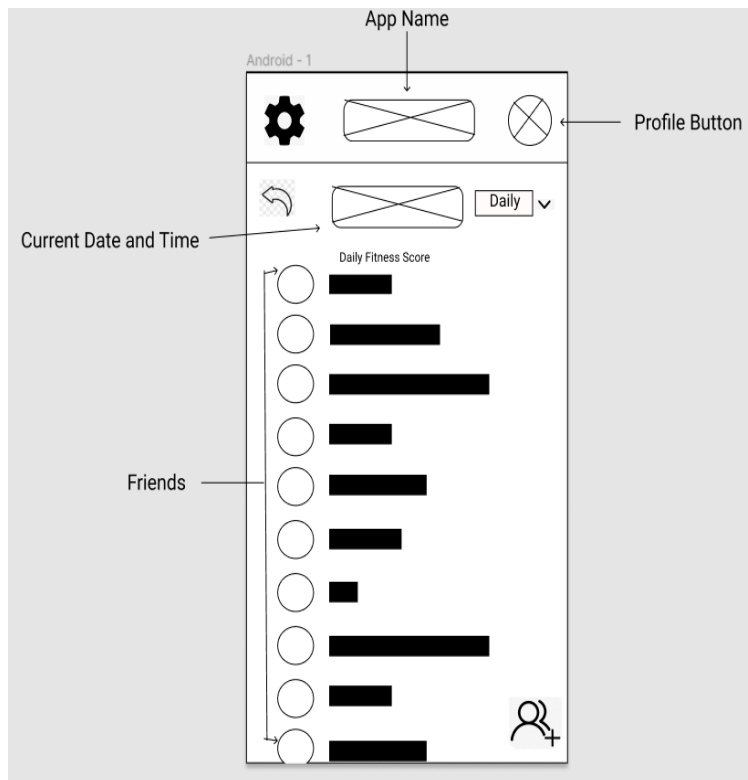 App Name
Android - 1
Profile Button
Daily
Current Date and Time
Daily Fitness Score
Friends